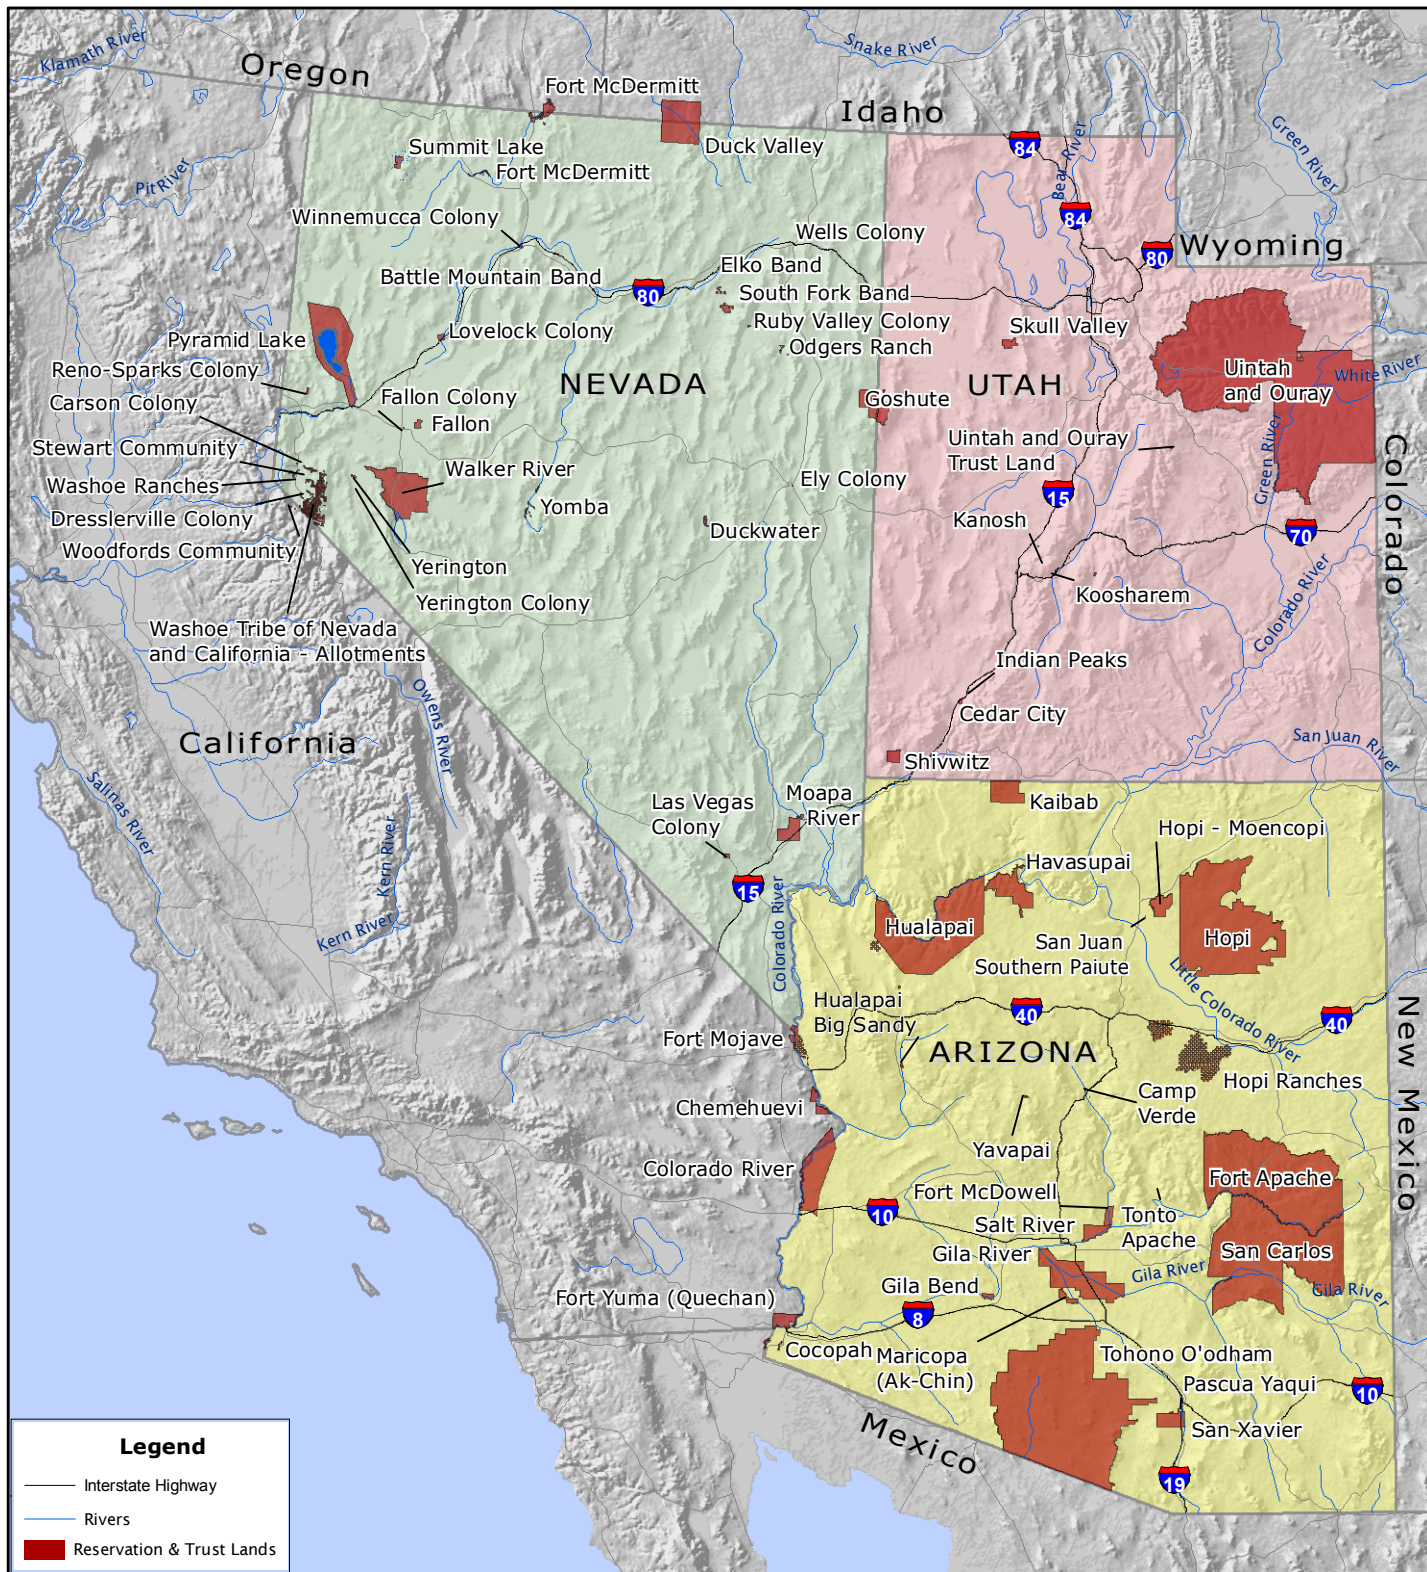 Klamath River
Oregon
Snake River
Fort McDermitt
Idaho
Duck Valley
Green River
Pit River
Summit Lake
Fort McDermitt
84
Bear River
84
Winnemucca Colony
Wells Colony
80
Wyoming
Battle Mountain Band
Elko Band
80
South Fork Band
Ruby Valley Colony
Odgers Ranch
Skull Valley
Pyramid Lake
Lovelock Colony
Reno-Sparks Colony
NEVADA
UTAH
Uintah
and Ouray
White River
Carson Colony
Fallon Colony
Fallon
Goshute
Stewart Community
Uintah and Ouray
Trust Land
Green River
Colorado
Washoe Ranches
Walker River
Ely Colony
15
Dresslerville Colony
Yomba
Duckwater
Kanosh
70
Woodfords Community
Yerington
Yerington Colony
Koosharem
Colorado River
Washoe Tribe of Nevada
and California - Allotments
Indian Peaks
Owens River
Cedar City
California
San Juan River
Shivwitz
Salinas River
Las Vegas
Colony
Moapa
River
Kaibab
Hopi - Moencopi
Kern River
Kern River
15
Colorado River
Havasupai
Hualapai
Hopi
San Juan
Southern Paiute
Little Colorado River
Hualapai
Big Sandy
40
40
New Mexico
Fort Mojave
ARIZONA
Hopi Ranches
Chemehuevi
Camp
Verde
Yavapai
Colorado River
Fort McDowell
Fort Apache
10
Salt River
Tonto
Apache
Gila River
San Carlos
Gila River
Gila River
Gila Bend
Fort Yuma (Quechan)
8
Cocopah
Maricopa
(Ak-Chin)
Tohono O'odham
Pascua Yaqui
10
San Xavier
Mexico
19
Legend
Interstate Highway
Rivers
Reservation & Trust Lands